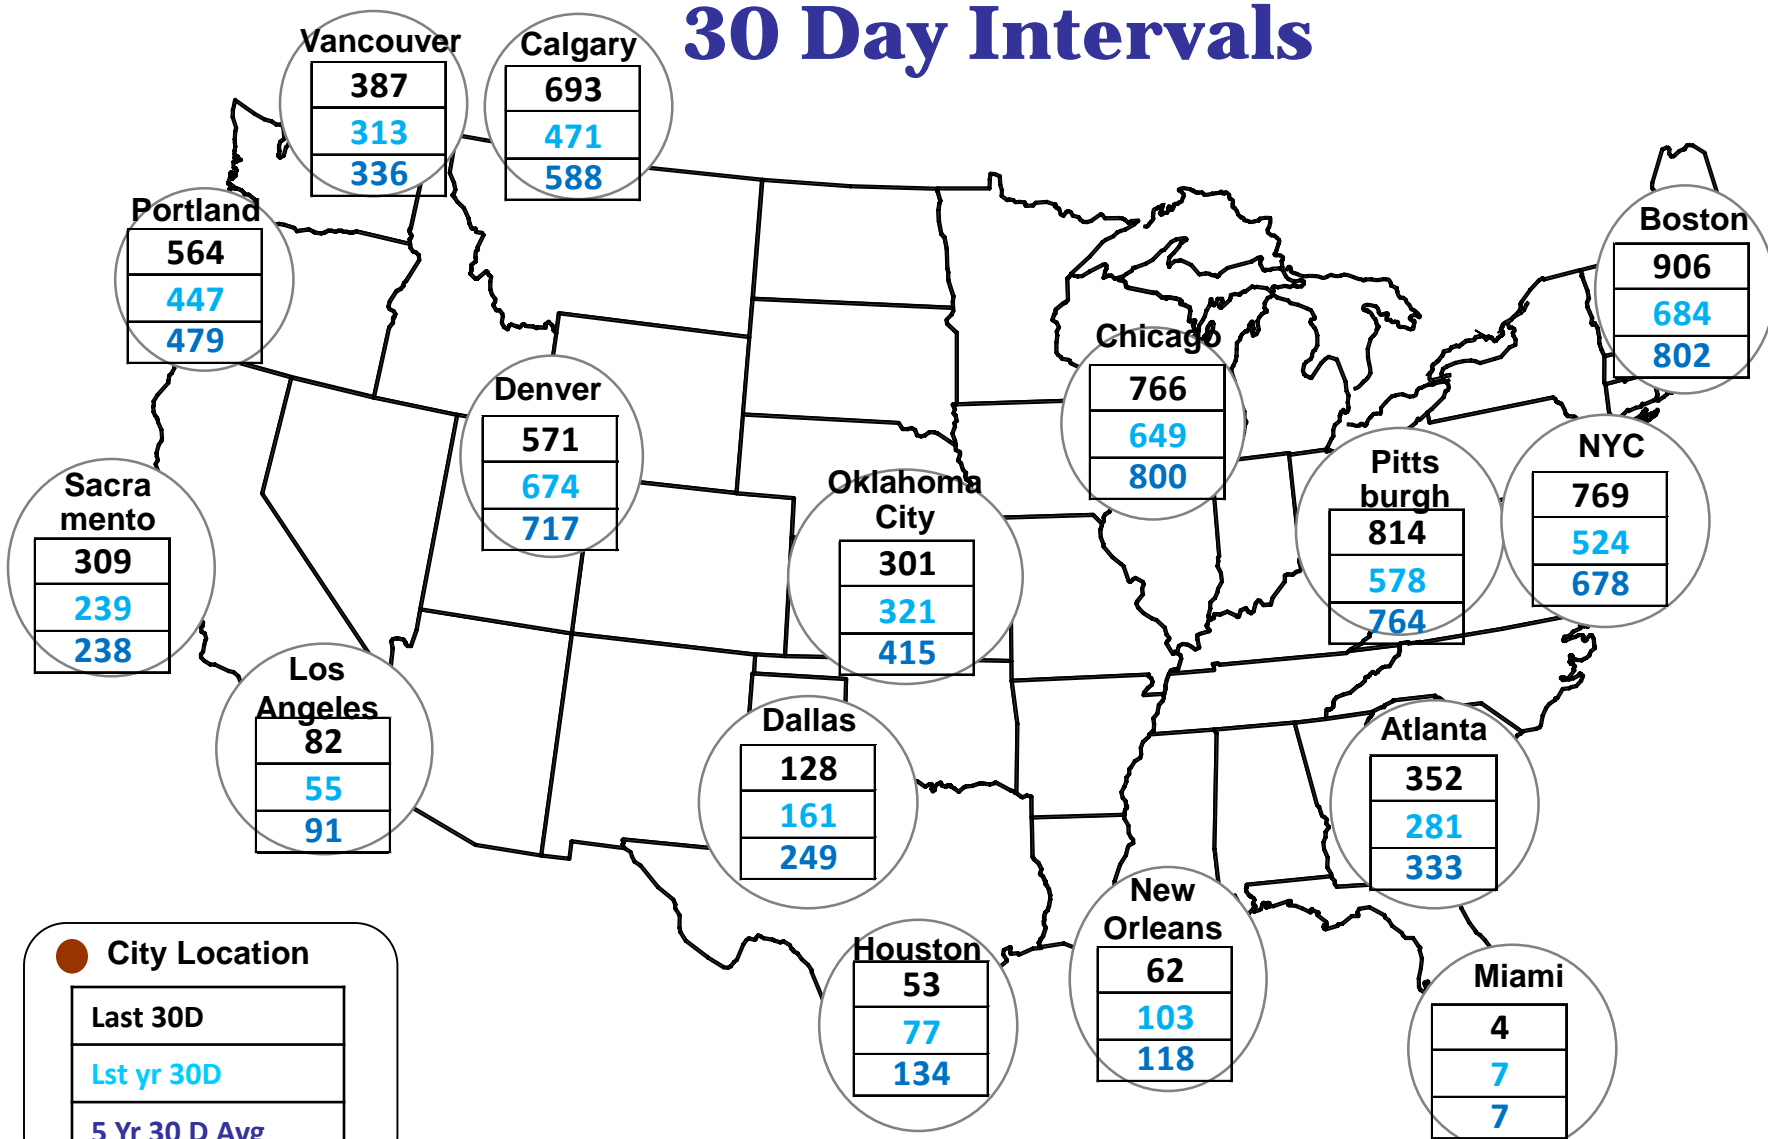 30 Day Intervals
Vancouver
387
313
336
Calgary
693
471
588
Portland
564
447
479
Boston
906
684
802
Chicago
766
649
800
Denver
571
674
717
NYC
769
524
678
Pitts
burgh
814
578
764
Oklahoma
City
301
321
415
Sacra
mento
309
239
238
Los
Angeles
82
55
91
Dallas
128
161
249
Atlanta
352
281
333
New
Orleans
62
103
118
Houston
53
77
134
Miami
4
7
7
City Location
Last 30D
Lst yr 30D
5 Yr 30 D Avg